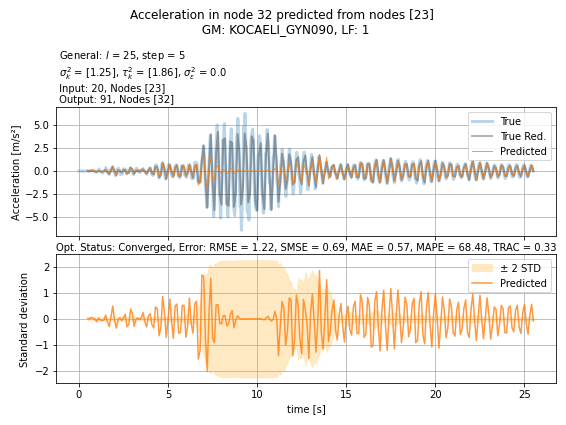 Acceleration in node 32 predicted from nodes [23]
GM: KOCAELI_GYN090, LF: 1
General: l = 25, step = 5
σ²ₖ = [1.25], τ²ₖ = [1.86], σ²ₑ = 0.0
Input: 20, Nodes [23]
Output: 91, Nodes [32]
Acceleration [m/s²]
5.0
2.5
0.0
−2.5
−5.0
True
True Red.
Predicted
Opt. Status: Converged, Error: RMSE = 1.22, SMSE = 0.69, MAE = 0.57, MAPE = 68.48, TRAC = 0.33
Standard deviation
2
1
0
−1
−2
± 2 STD
Predicted
0
5
10
15
20
25
time [s]